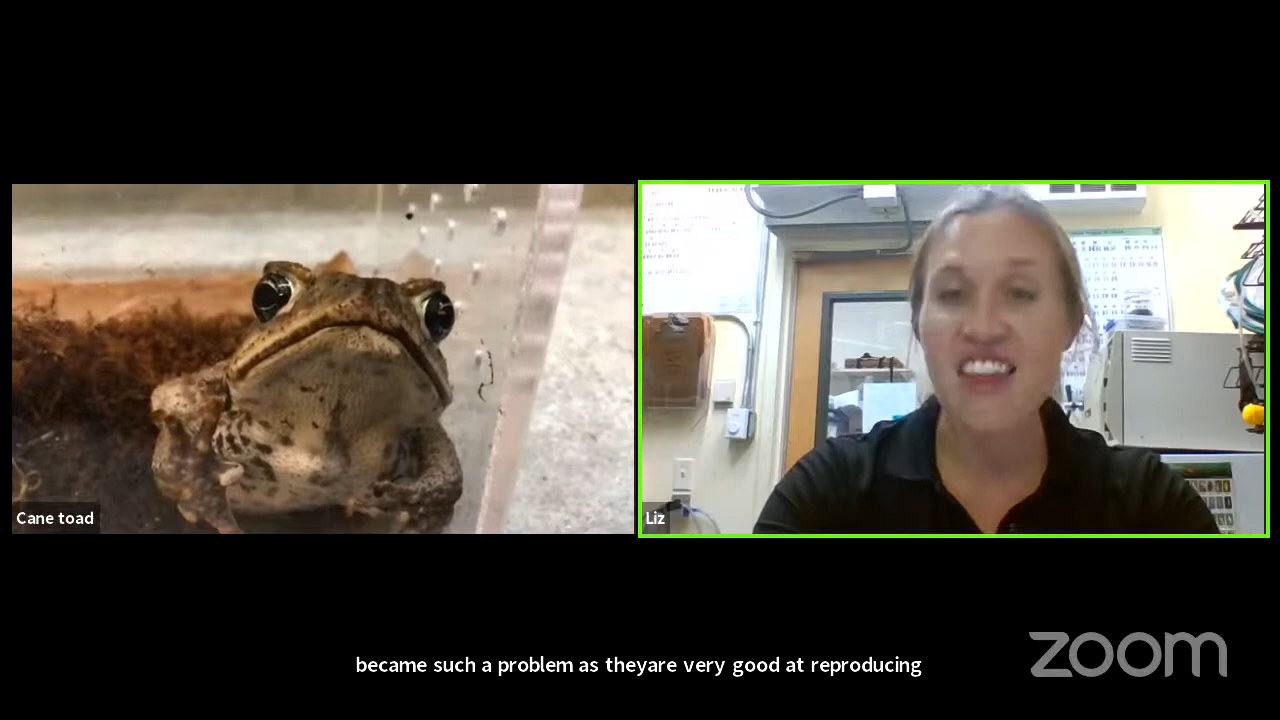 Cane toad
Liz
became such a problem as theyare very good at reproducing
zoom